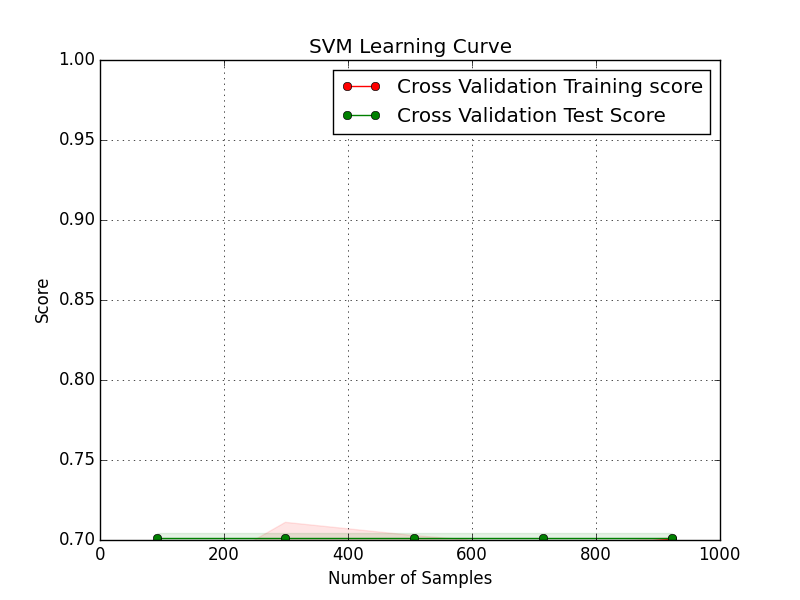 SVM Learning Curve
1.00
Cross Validation Training score
Cross Validation Test Score
0.95
0.90
0.85
Score
0.80
0.75
0.70
0 200 400 600 800 1000
Number of Samples